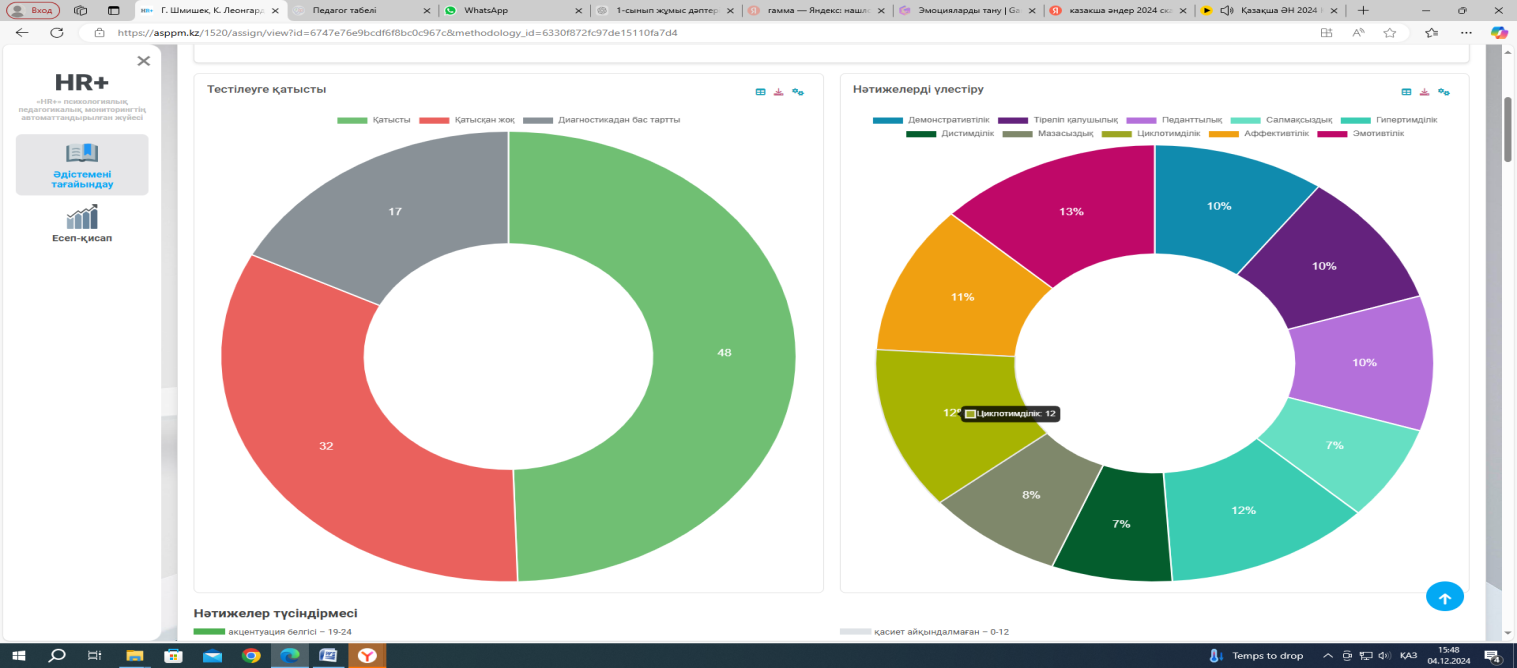 Вход
Г. Шмишек, К. Леонгард
Педагог табелі
WhatsApp
1-сынып жұмыс дәптер
гамма — Яндекс: нашл
Эмоцияларды тану | Ga
казакша әндер 2024 ска
Қазақша ӘН 2024
https://asppm.kz/1520/assign/view?id=6747e76e9bcdf6f8bc0c967c&methodology_id=6330f872fc97de15110fa7d4
HR+
«HR+» психологиялық
педагогикалық мониторингтің
автоматтандырылған жүйесі
Әдістемені
тағайындау
Есеп-қисап
Тестілеуге қатысты
Қатысты Қатысқан жоқ Диагностикадан бас тартты
17
48
32
Нәтижелерді үлестіру
Демонстративтілік Тіреліп қапушылық Педанттылық Салмақсыздық Гипертимділік
Дистимділік Мазасыздық Циклотимділік Аффективтілік Эмотивтілік
13%
10%
10%
11%
10%
12
Циклотимділік: 12
7%
8%
12%
7%
Нәтижелер түсіндірмесі
акцентуация белгісі – 19-24
қасиет айқындалмаған – 0-12
Temps to drop
ҚАЗ
15:48
04.12.2024
4